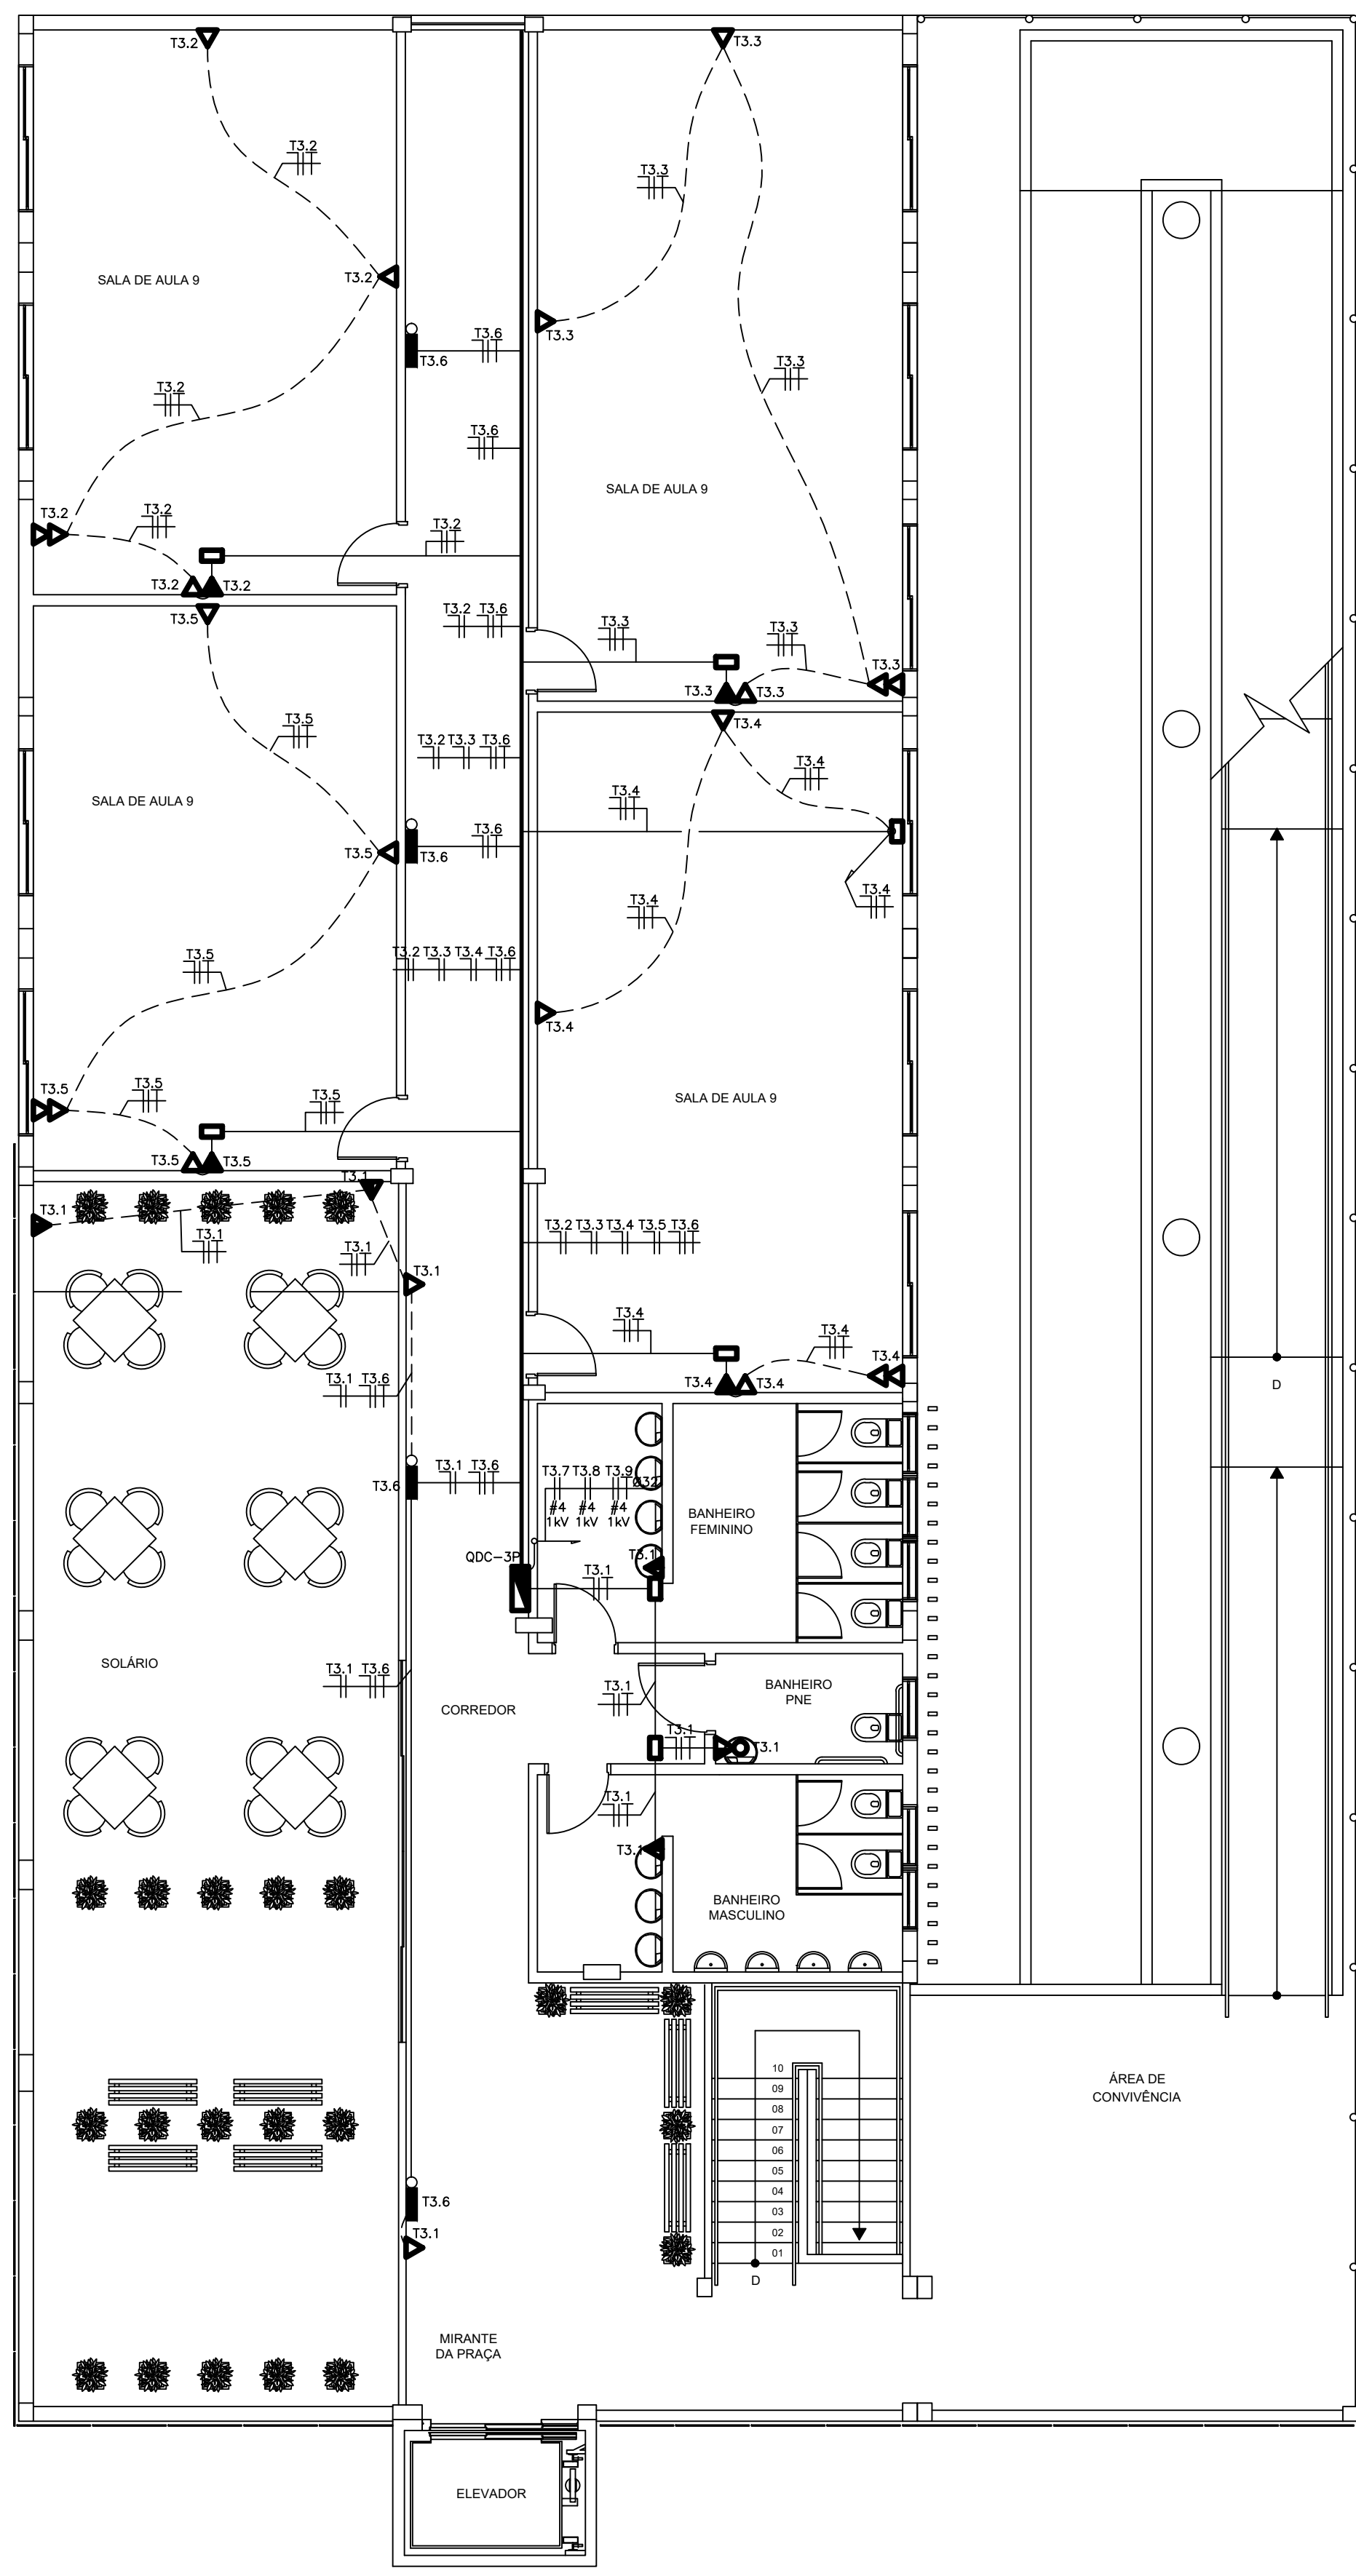 T3.2
T3.3
T3.2
T3.3
SALA DE AULA 9
T3.2
T3.6
T3.6
T3.3
T3.3
T3.2
T3.6
SALA DE AULA 9
T3.2
T3.2
T3.2
T3.2
T3.2
T3.2 T3.6
T3.5
T3.3
T3.3
T3.3
T3.3
T3.3
T3.5
T3.2 T3.3 T3.6
T3.4
T3.4
SALA DE AULA 9
T3.4
T3.5
T3.6
T3.6
T3.4
T3.4
T3.5
T3.2 T3.3 T3.4 T3.6
T3.4
T3.5
T3.5
T3.5
SALA DE AULA 9
T3.5
T3.5
T3.1
T3.1
T3.1
T3.1
T3.1
T3.2 T3.3 T3.4 T3.5 T3.6
T3.4
T3.4
T3.4
T3.4
T3.4
T3.1 T3.6
D
T3.6
T3.1 T3.6
T3.7 T3.8 T3.9
Ø32
#4 #4 #4
1kV 1kV 1kV
BANHEIRO
FEMININO
QDC-3P
T3.1
T3.1
SOLÁRIO
T3.1 T3.6
CORREDOR
T3.1
BANHEIRO
PNE
T3.1
T3.1
T3.1
T3.1
BANHEIRO
MASCULINO
10
09
08
07
06
05
04
03
02
01
D
ÁREA DE
CONVIVÊNCIA
T3.6
T3.1
MIRANTE
DA PRAÇA
ELEVADOR